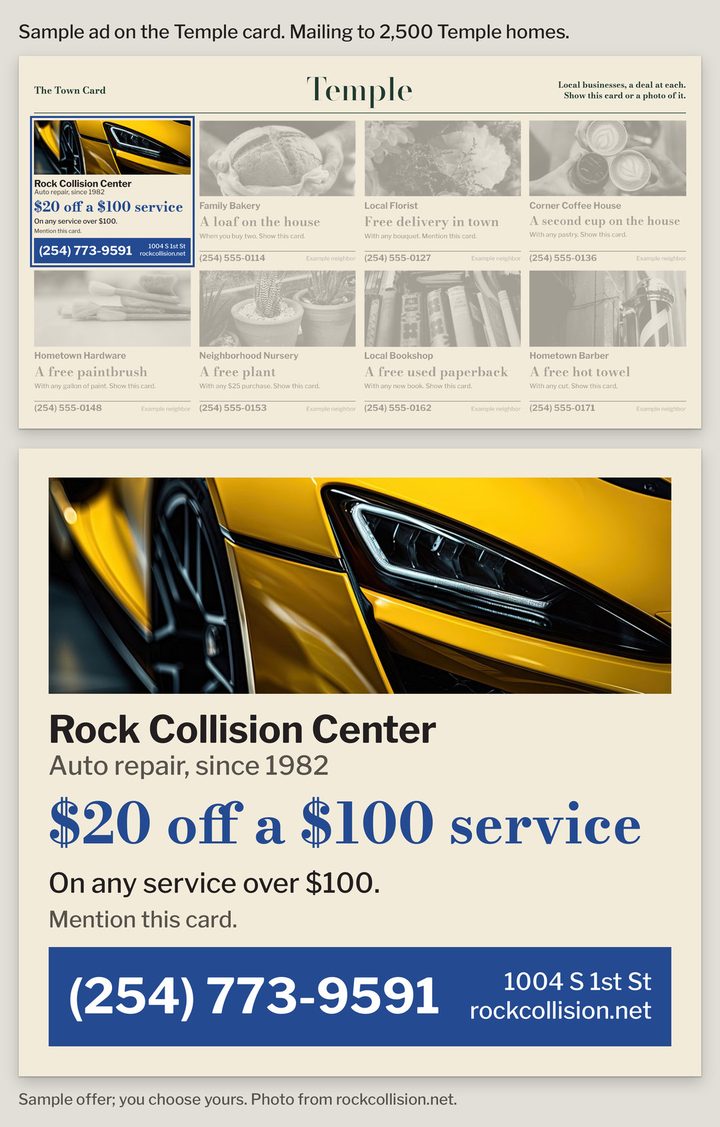 Sample ad on the Temple card. Mailing to 2,500 Temple homes.
The Town Card
Temple
Local businesses, a deal at each.
Show this card or a photo of it.
Rock Collision Center
Auto repair, since 1982
$20 off a $100 service
On any service over $100.
Mention this card.
(254) 773-9591
1004 S 1st St
rockcollision.net
Family Bakery
A loaf on the house
When you buy two. Show this card.
(254) 555-0114
Example neighbor
Local Florist
Free delivery in town
With any bouquet. Mention this card.
(254) 555-0127
Example neighbor
Corner Coffee House
A second cup on the house
With any pastry. Show this card.
(254) 555-0136
Example neighbor
Hometown Hardware
A free paintbrush
With any gallon of paint. Show this card.
(254) 555-0148
Example neighbor
Neighborhood Nursery
A free plant
With any $25 purchase. Show this card.
(254) 555-0153
Example neighbor
Local Bookshop
A free used paperback
With any new book. Show this card.
(254) 555-0162
Example neighbor
Hometown Barber
A free hot towel
With any cut. Show this card.
(254) 555-0171
Example neighbor
Rock Collision Center
Auto repair, since 1982
$20 off a $100 service
On any service over $100.
Mention this card.
(254) 773-9591
1004 S 1st St
rockcollision.net
Sample offer; you choose yours. Photo from rockcollision.net.